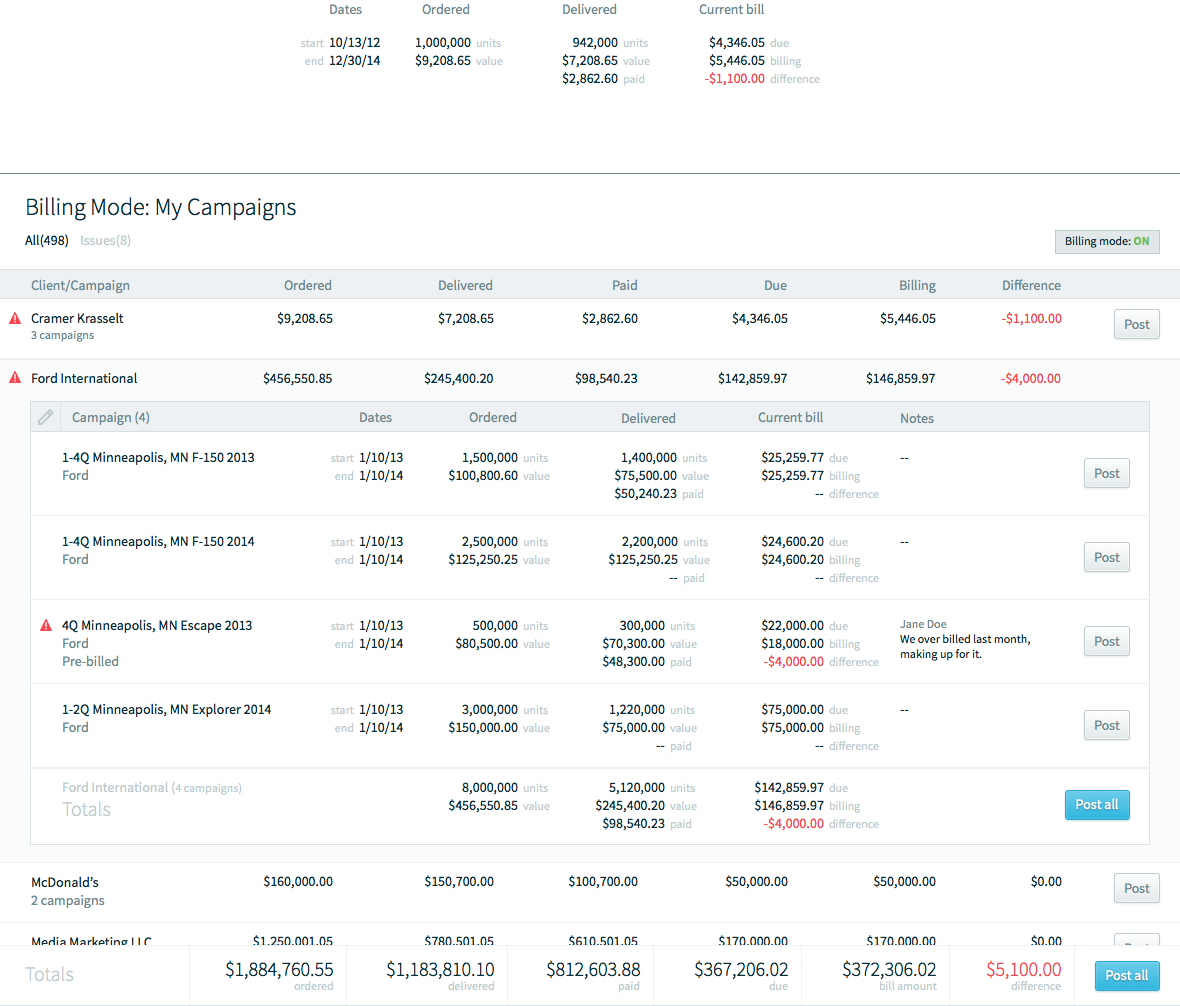 Dates Ordered Delivered Current bill
start 10/13/12 1,000,000 units 942,000 units $4,346.05 due
end 12/30/14 $9,208.65 value $7,208.65 value $5,446.05 billing
$2,862.60 paid -$1,100.00 difference
Billing Mode: My Campaigns
All(498) Issues(8)
Billing mode: ON
Client/Campaign Ordered Delivered Paid Due Billing Difference
Cramer Krasselt $9,208.65 $7,208.65 $2,862.60 $4,346.05 $5,446.05 -$1,100.00
3 campaigns Post
Ford International $456,550.85 $245,400.20 $98,540.23 $142,859.97 $146,859.97 -$4,000.00
Campaign (4) Dates Ordered Delivered Current bill Notes
1-4Q Minneapolis, MN F-150 2013 start 1/10/13 1,500,000 units 1,400,000 units $25,259.77 due --
Ford end 1/10/14 $100,800.60 value $75,500.00 value $25,259.77 billing Post
$50,240.23 paid -- difference
1-4Q Minneapolis, MN F-150 2014 start 1/10/13 2,500,000 units 2,200,000 units $24,600.20 due --
Ford end 1/10/14 $125,250.25 value $125,250.25 value $24,600.20 billing Post
-- paid -- difference
4Q Minneapolis, MN Escape 2013 start 1/10/13 500,000 units 300,000 units $22,000.00 due Jane Doe
Ford end 1/10/14 $80,500.00 value $70,300.00 value $18,000.00 billing We over billed last month, Post
Pre-billed $48,300.00 paid -$4,000.00 difference making up for it.
1-2Q Minneapolis, MN Explorer 2014 start 1/10/13 3,000,000 units 1,220,000 units $75,000.00 due --
Ford end 1/10/14 $150,000.00 value $75,000.00 value $75,000.00 billing Post
-- paid -- difference
Ford International (4 campaigns) 8,000,000 units 5,120,000 units $142,859.97 due
Totals $456,550.85 value $245,400.20 value $146,859.97 billing Post all
$98,540.23 paid -$4,000.00 difference
McDonald's $160,000.00 $150,700.00 $100,700.00 $50,000.00 $50,000.00 $0.00
2 campaigns Post
Media Marketing LLC $1,250,001.05 $780,501.05 $610,501.05 $170,000.00 $170,000.00 $0.00
Totals $1,884,760.55 $1,183,810.10 $812,603.88 $367,206.02 $372,306.02 $5,100.00 Post all
ordered delivered paid due bill amount difference